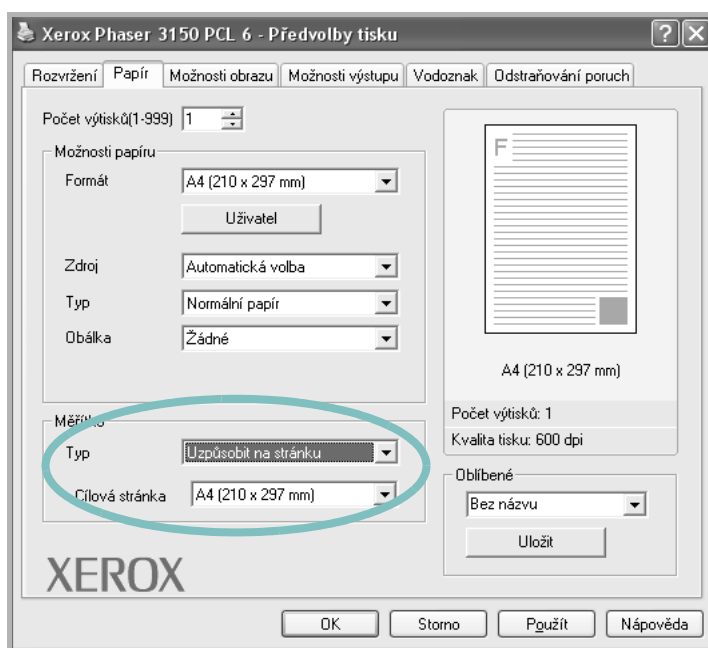 Xerox Phaser 3150 PCL 6 - Předvolby tisku
Rozvržení Papír Možnosti obrazu Možnosti výstupu Vodoznak Odstraňování poruch
Počet výtisků(1-999) 1
Možnosti papíru
Formát A4 (210 x 297 mm)
Uživatel
Zdroj Automatická volba
Typ Normální papír
Obálka Žádné
F
A4 (210 x 297 mm)
Počet výtisků: 1
Kvalita tisku: 600 dpi
Měřítko
Typ Uzpůsobit na stránku
Cílová stránka A4 (210 x 297 mm)
Oblíbené
Bez názvu
Uložit
XEROX
OK Storno Použít Nápověda